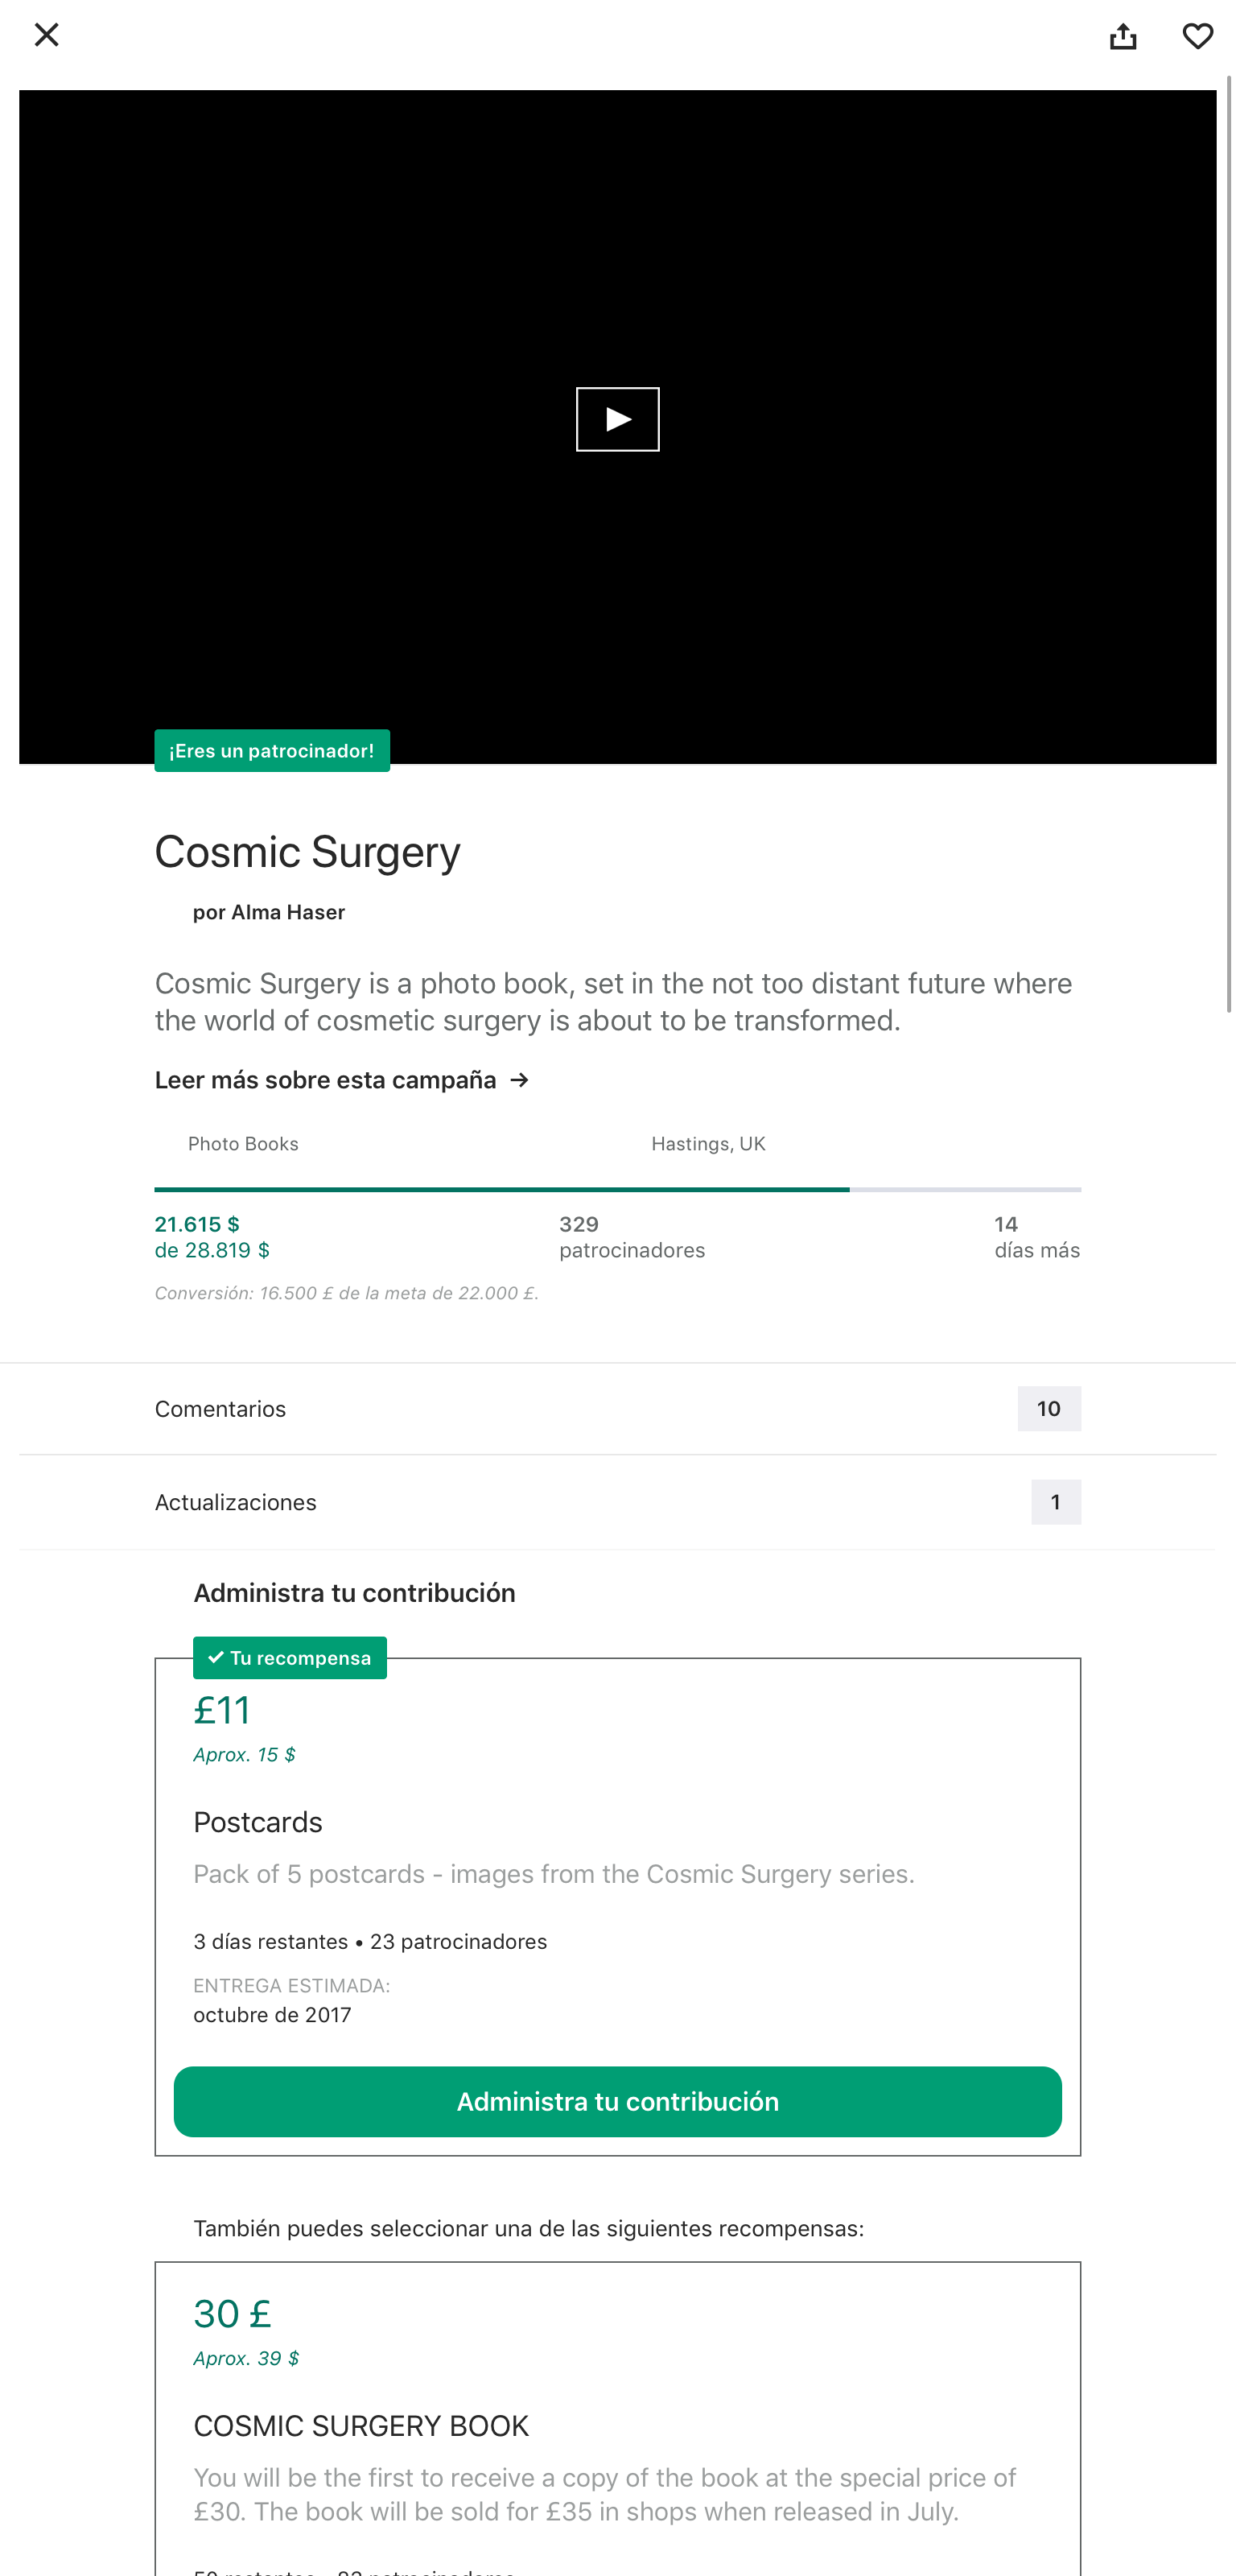 ¡Eres un patrocinador!
Cosmic Surgery
por Alma Haser
Cosmic Surgery is a photo book, set in the not too distant future where
the world of cosmetic surgery is about to be transformed.
Leer más sobre esta campaña →
Photo Books
Hastings, UK
21.615 $
de 28.819 $
329
patrocinadores
14
días más
Conversión: 16.500 £ de la meta de 22.000 £.
Comentarios
10
Actualizaciones
1
Administra tu contribución
✓ Tu recompensa
£11
Aprox. 15 $
Postcards
Pack of 5 postcards - images from the Cosmic Surgery series.
3 días restantes • 23 patrocinadores
ENTREGA ESTIMADA:
octubre de 2017
Administra tu contribución
También puedes seleccionar una de las siguientes recompensas:
30 £
Aprox. 39 $
COSMIC SURGERY BOOK
You will be the first to receive a copy of the book at the special price of
£30. The book will be sold for £35 in shops when released in July.